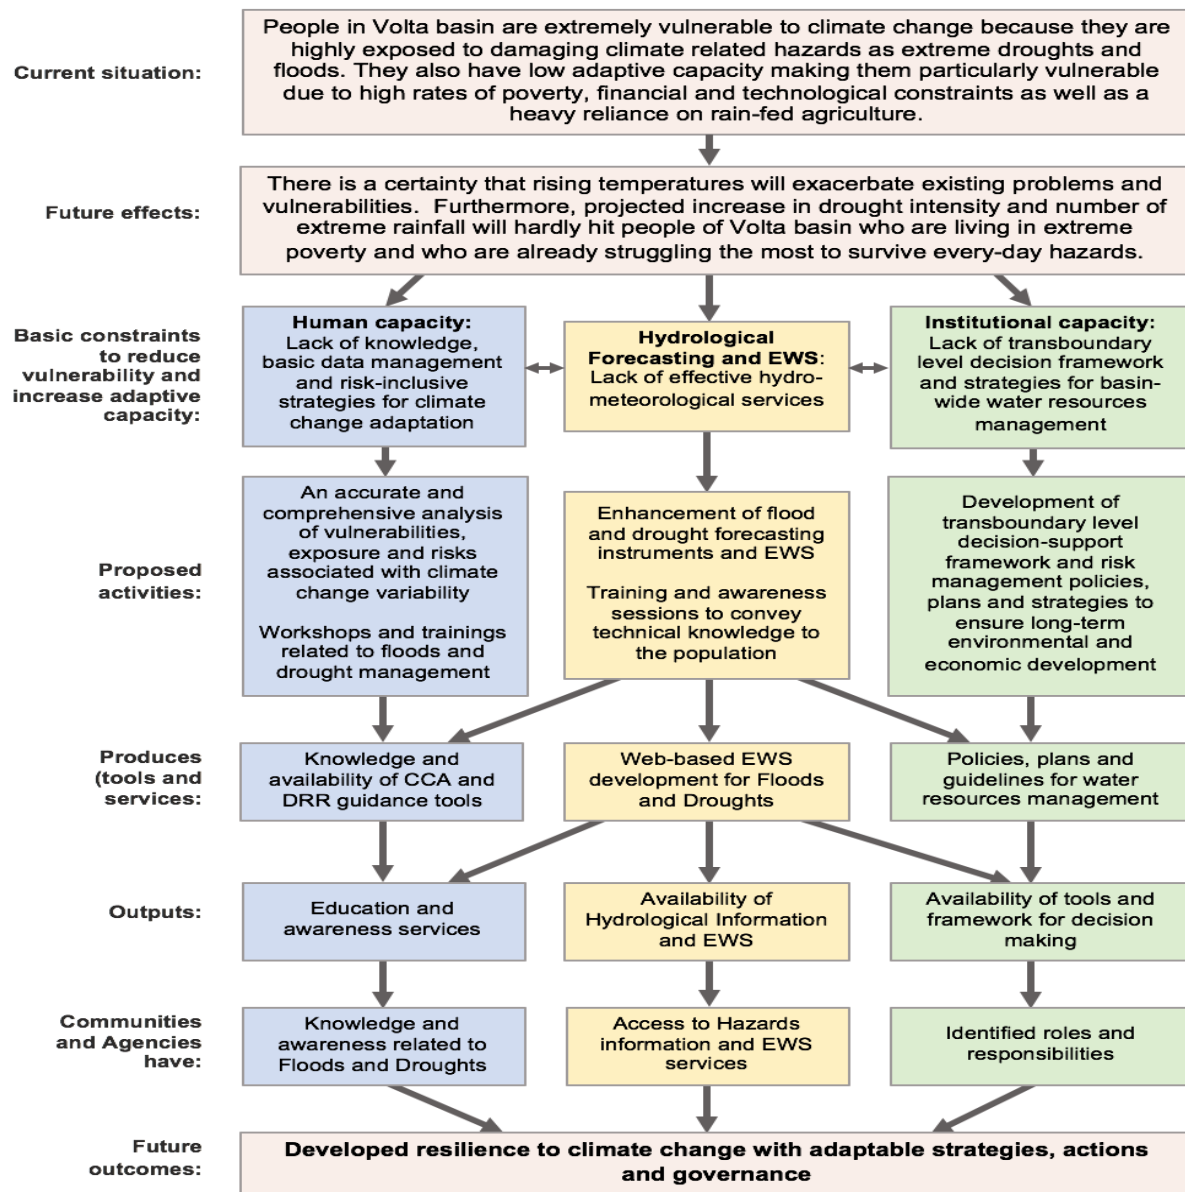 Current situation:
People in Volta basin are extremely vulnerable to climate change because they are
highly exposed to damaging climate related hazards as extreme droughts and
floods. They also have low adaptive capacity making them particularly vulnerable
due to high rates of poverty, financial and technological constraints as well as a
heavy reliance on rain-fed agriculture.
Future effects:
There is a certainty that rising temperatures will exacerbate existing problems and
vulnerabilities. Furthermore, projected increase in drought intensity and number of
extreme rainfall will hardly hit people of Volta basin who are living in extreme
poverty and who are already struggling the most to survive every-day hazards.
Basic constraints
to reduce
vulnerability and
increase adaptive
capacity:
Human capacity:
Lack of knowledge,
basic data management
and risk-inclusive
strategies for climate
change adaptation
Hydrological
Forecasting and EWS:
Lack of effective hydro-
meteorological services
Institutional capacity:
Lack of transboundary
level decision framework
and strategies for basin-
wide water resources
management
Proposed
activities:
An accurate and
comprehensive analysis
of vulnerabilities,
exposure and risks
associated with climate
change variability
Workshops and trainings
related to floods and
drought management
Enhancement of flood
and drought forecasting
instruments and EWS
Training and awareness
sessions to convey
technical knowledge to
the population
Development of
transboundary level
decision-support
framework and risk
management policies,
plans and strategies to
ensure long-term
environmental and
economic development
Produces
(tools and
services:
Knowledge and
availability of CCA and
DRR guidance tools
Web-based EWS
development for Floods
and Droughts
Policies, plans and
guidelines for water
resources management
Outputs:
Education and
awareness services
Availability of
Hydrological Information
and EWS
Availability of tools and
framework for decision
making
Communities
and Agencies
have:
Knowledge and
awareness related to
Floods and Droughts
Access to Hazards
information and EWS
services
Identified roles and
responsibilities
Future
outcomes:
Developed resilience to climate change with adaptable strategies, actions
and governance